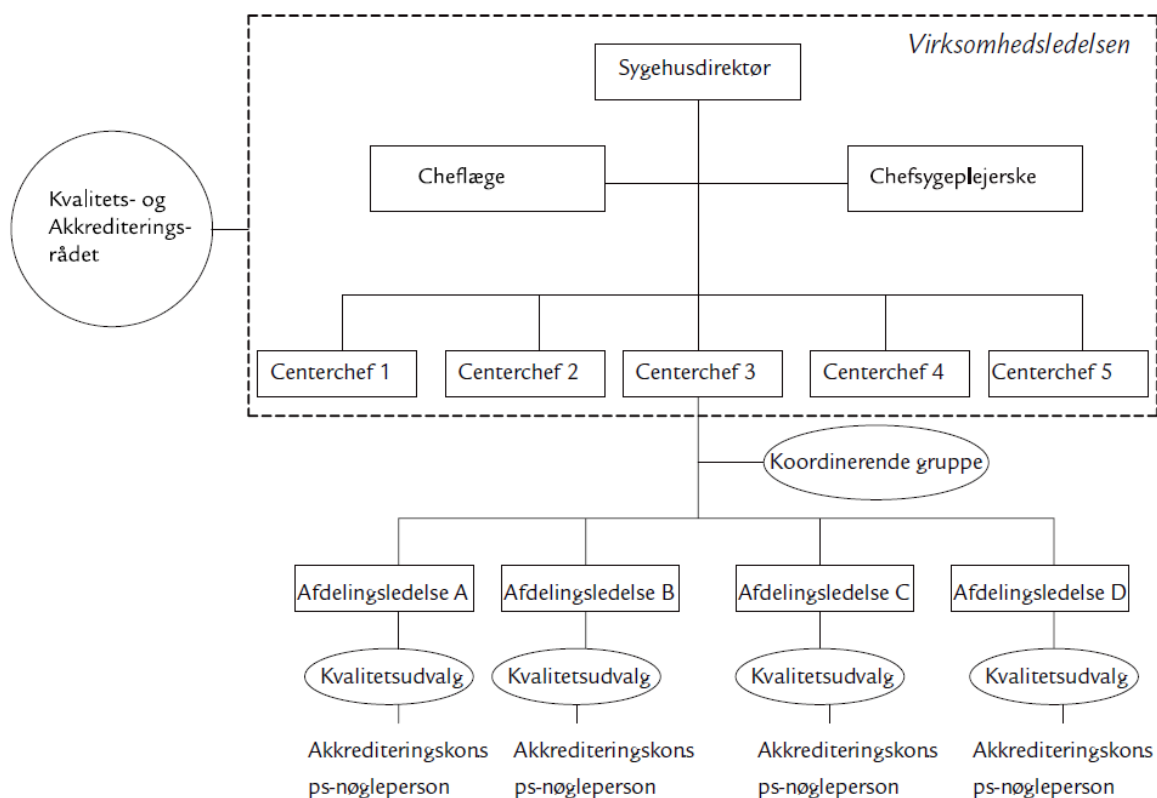 Virksomhedsledelsen
Sygehusdirektør
Cheflæge
Chefsygeplejerske
Kvalitets- og
Akkrediterings-
rådet
Centerchef 1
Centerchef 2
Centerchef 3
Centerchef 4
Centerchef 5
Koordinerende gruppe
Afdelingsledelse A
Afdelingsledelse B
Afdelingsledelse C
Afdelingsledelse D
Kvalitetsudvalg
Kvalitetsudvalg
Kvalitetsudvalg
Kvalitetsudvalg
Akkrediteringskons
ps-nøgleperson
Akkrediteringskons
ps-nøgleperson
Akkrediteringskons
ps-nøgleperson
Akkrediteringskons
ps-nøgleperson